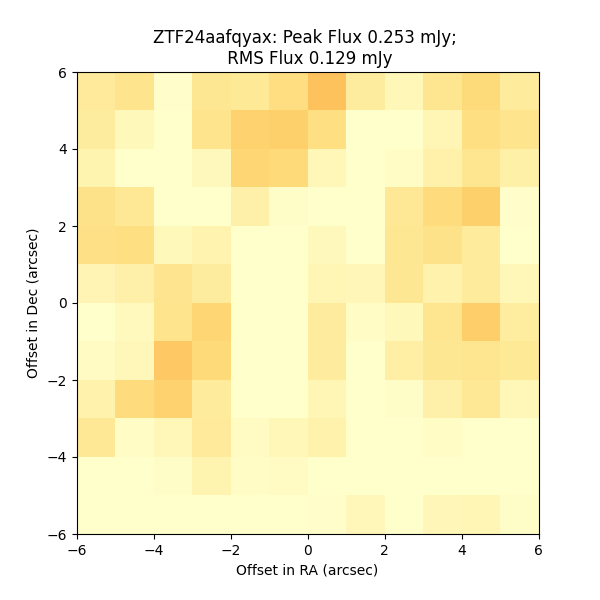 ZTF24aafqyax: Peak Flux 0.253 mJy;
RMS Flux 0.129 mJy
6
4
2
0
−2
−4
−6
Offset in Dec (arcsec)
−6 −4 −2 0 2 4 6
Offset in RA (arcsec)